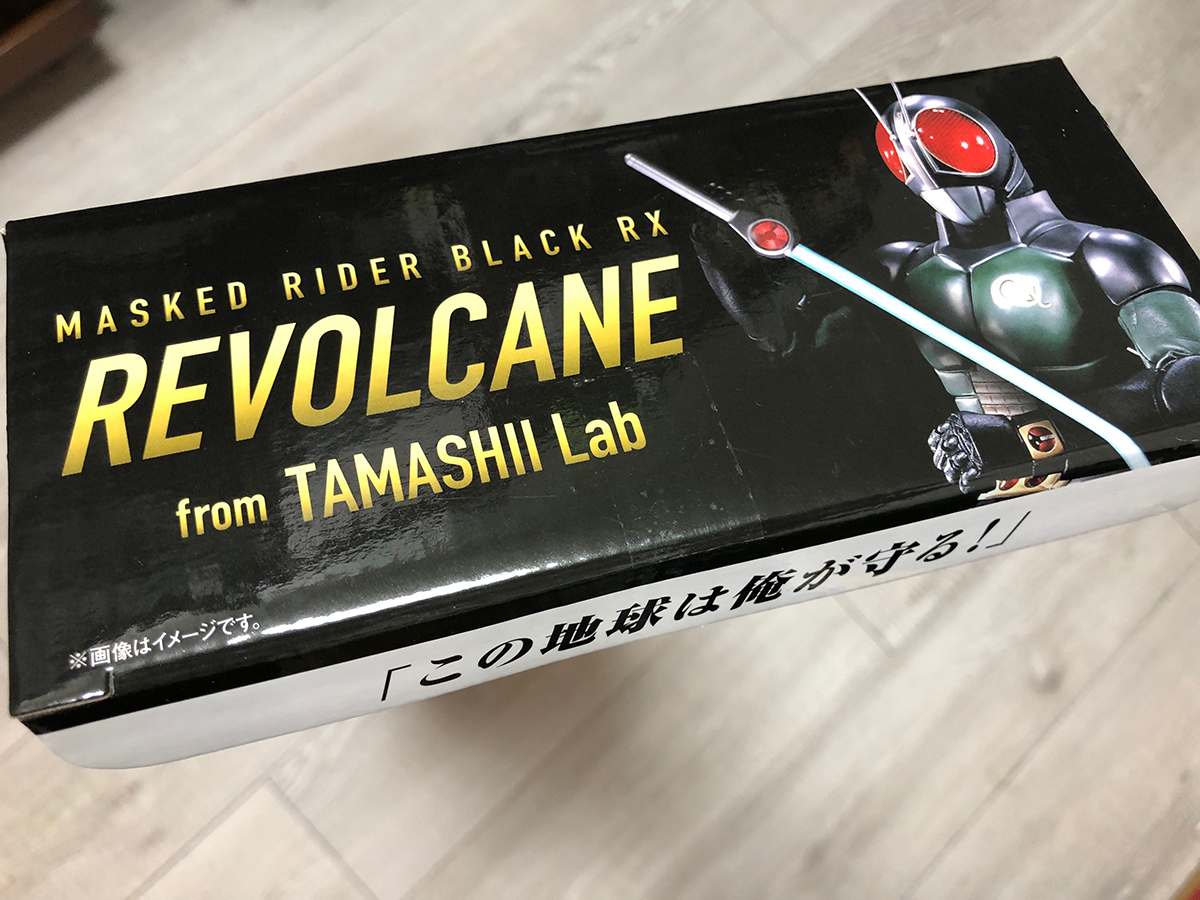 MASKED RIDER BLACK RX
REVOLCANE
from TAMASHII Lab
※画像はイメージです。
「この地球は俺が守る!」